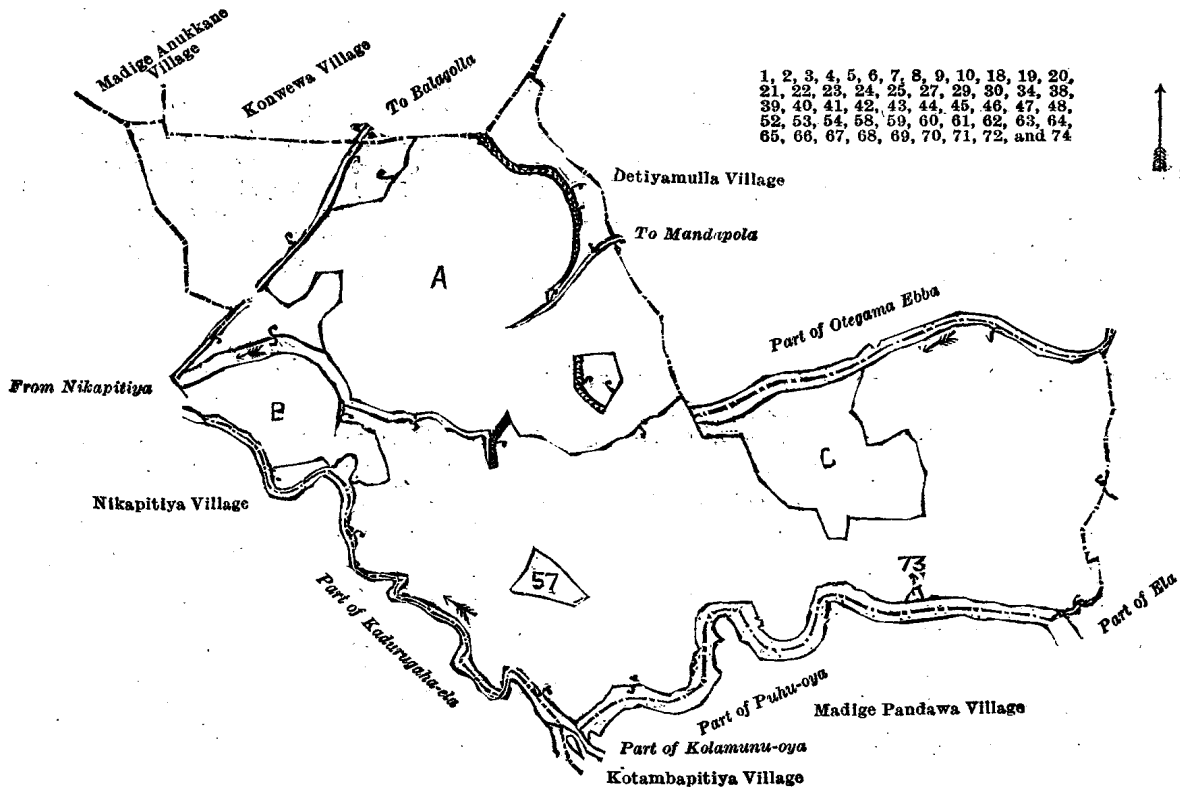 Madige Anukkane
Village
Konwewa Village
To Balagolla
1, 2, 3, 4, 5, 6, 7, 8, 9, 10, 18, 19, 20,
21, 22, 23, 24, 25, 27, 29, 30, 34, 38,
39, 40, 41, 42, 43, 44, 45, 46, 47, 48,
52, 53, 54, 58, 59, 60, 61, 62, 63, 64,
65, 66, 67, 68, 69, 70, 71, 72, and 74
Detiyamulla Village
To Mandapola
A
Part of Otegama Ebba
From Nikapitiya
B
C
Nikapitiya Village
57
73
Part of Kadurugaha-ela
Part of Ela
Part of Puhu-oya
Madige Pandawa Village
Part of Kolamunu-oya
Kotambapitiya Village